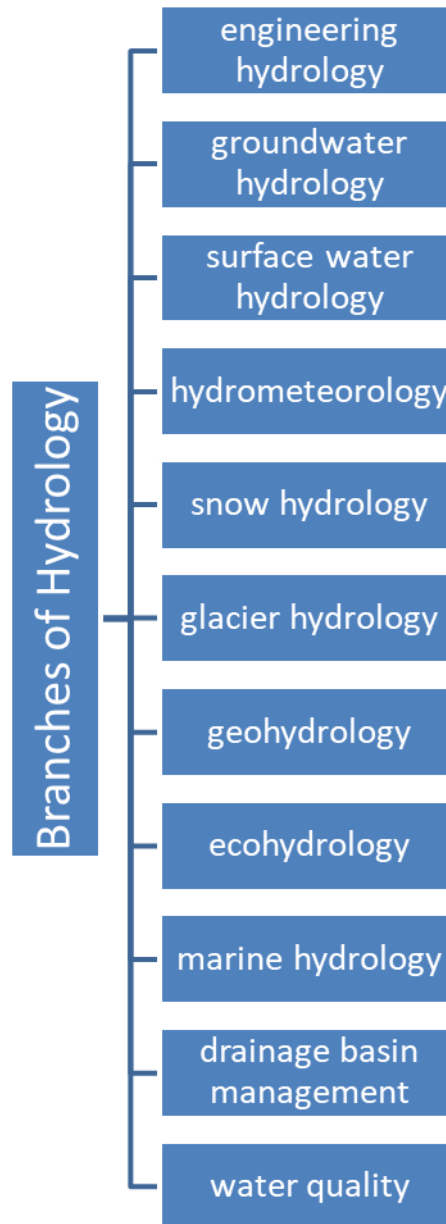 Branches of Hydrology
engineering
hydrology
groundwater
hydrology
surface water
hydrology
hydrometeorology
snow hydrology
glacier hydrology
geohydrology
ecohydrology
marine hydrology
drainage basin
management
water quality